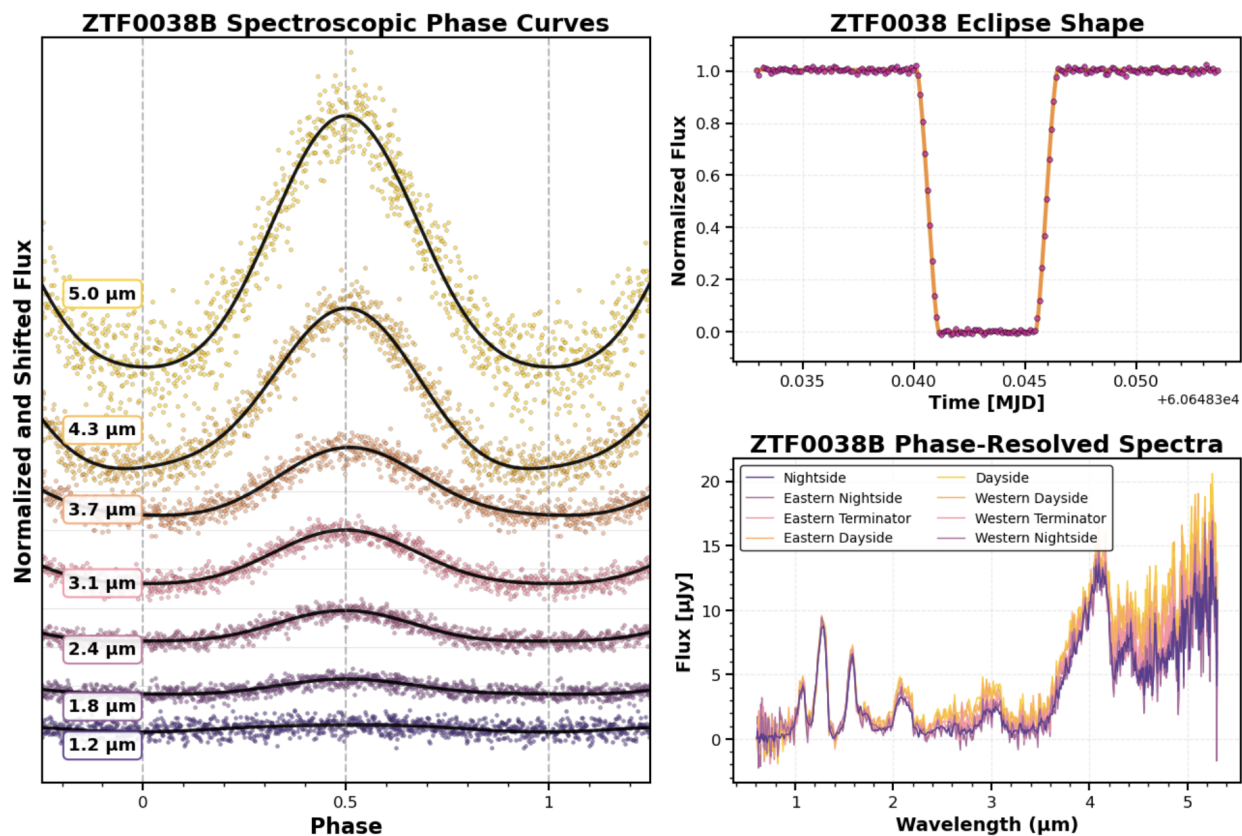 ZTF0038B Spectroscopic Phase Curves
Normalized and Shifted Flux
5.0 μm
4.3 μm
3.7 μm
3.1 μm
2.4 μm
1.8 μm
1.2 μm
0
0.5
1
Phase
ZTF0038 Eclipse Shape
Normalized Flux
1.0
0.8
0.6
0.4
0.2
0.0
0.035
0.040
0.045
0.050
+6.06483e4
Time [MJD]
ZTF0038B Phase-Resolved Spectra
Nightside
Eastern Nightside
Eastern Terminator
Eastern Dayside
Dayside
Western Dayside
Western Terminator
Western Nightside
Flux [μJy]
20
15
10
5
0
1
2
3
4
5
Wavelength (μm)